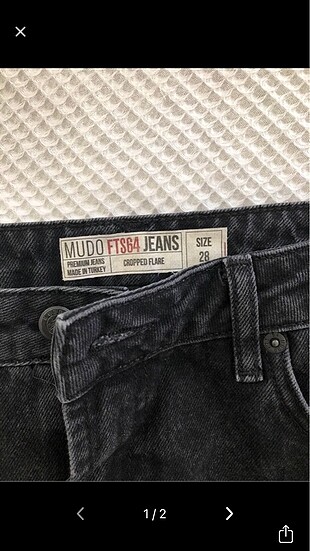 MUDO FTS64 JEANS
PREMIUM JEANS
MADE IN TURKEY
CROPPED FLARE
SIZE
28
1/2